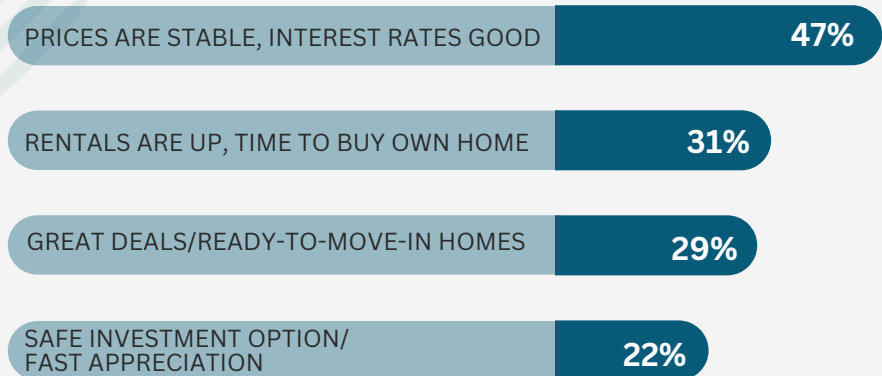 PRICES ARE STABLE, INTEREST RATES GOOD 47%
RENTALS ARE UP, TIME TO BUY OWN HOME 31%
GREAT DEALS/READY-TO-MOVE-IN HOMES 29%
SAFE INVESTMENT OPTION/
FAST APPRECIATION 22%